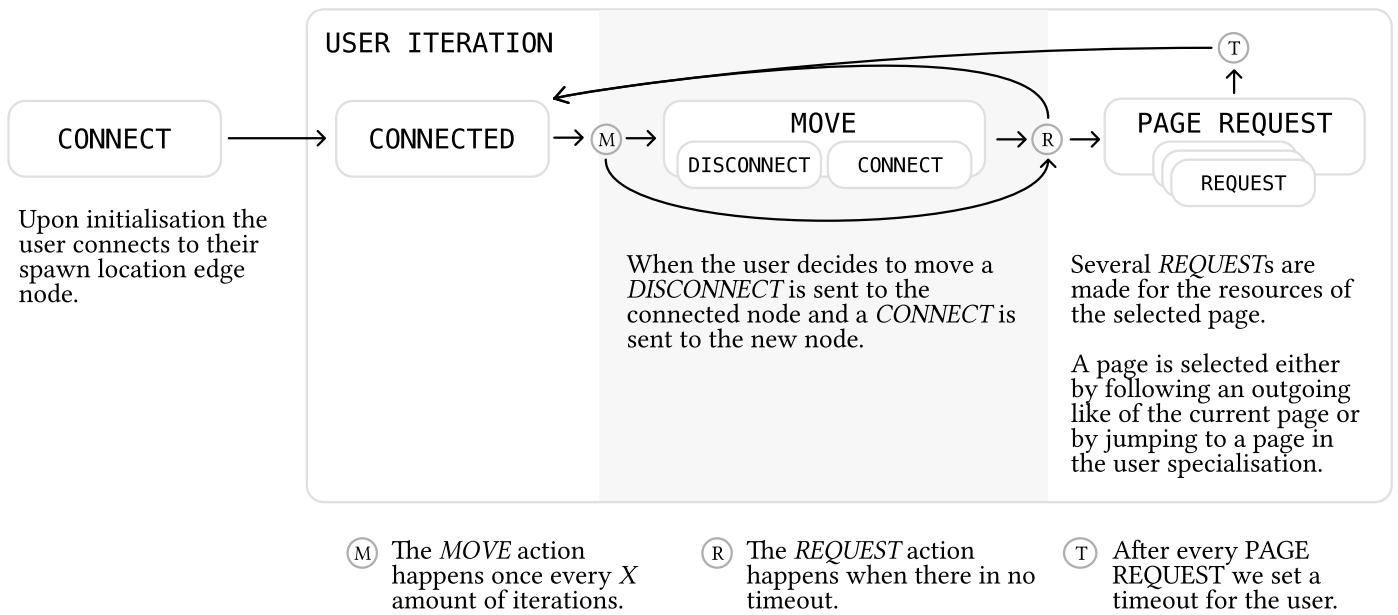 USER ITERATION
T
CONNECT
CONNECTED
M
MOVE
DISCONNECT
CONNECT
R
PAGE REQUEST
REQUEST
Upon initialisation the
user connects to their
spawn location edge
node.
When the user decides to move a
DISCONNECT is sent to the
connected node and a CONNECT is
sent to the new node.
Several REQUESTs are
made for the resources of
the selected page.
A page is selected either
by following an outgoing
like of the current page or
by jumping to a page in
the user specialisation.
M
The MOVE action
happens once every X
amount of iterations.
R
The REQUEST action
happens when there in no
timeout.
T
After every PAGE
REQUEST we set a
timeout for the user.